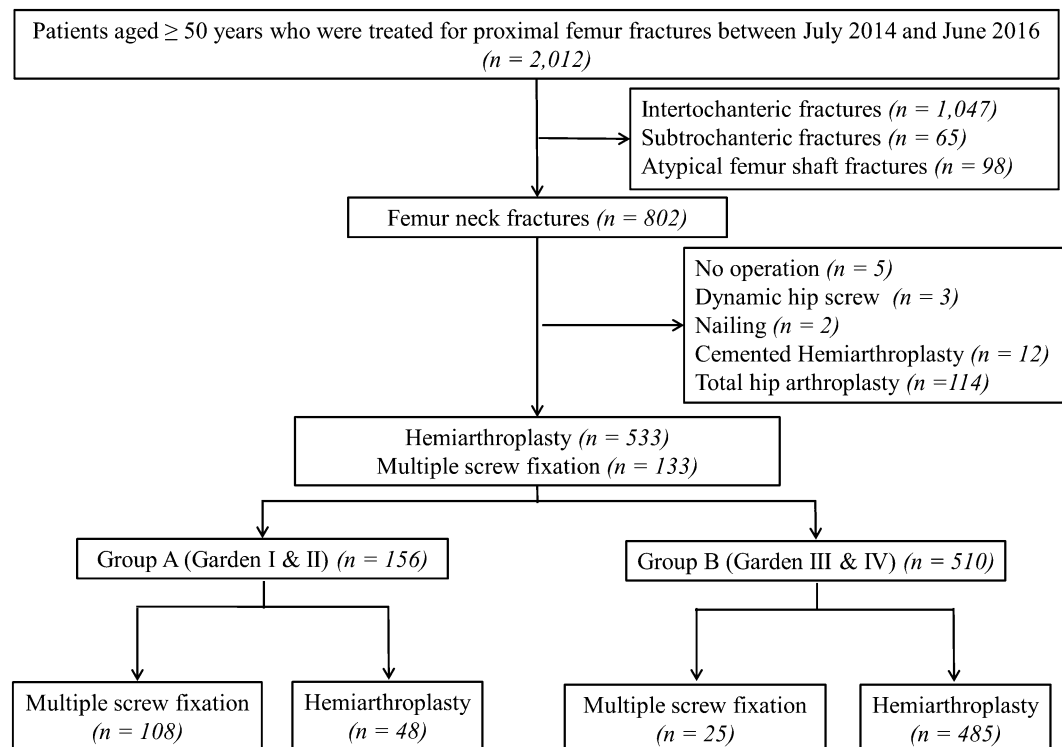 Patients aged ≥ 50 years who were treated for proximal femur fractures between July 2014 and June 2016
(n = 2,012)
Intertochanteric fractures (n = 1,047)
Subtrochanteric fractures (n = 65)
Atypical femur shaft fractures (n = 98)
Femur neck fractures (n = 802)
No operation (n = 5)
Dynamic hip screw (n = 3)
Nailing (n = 2)
Cemented Hemiarthroplasty (n = 12)
Total hip arthroplasty (n =114)
Hemiarthroplasty (n = 533)
Multiple screw fixation (n = 133)
Group A (Garden I & II) (n = 156)
Group B (Garden III & IV) (n = 510)
Multiple screw fixation
(n = 108)
Hemiarthroplasty
(n = 48)
Multiple screw fixation
(n = 25)
Hemiarthroplasty
(n = 485)